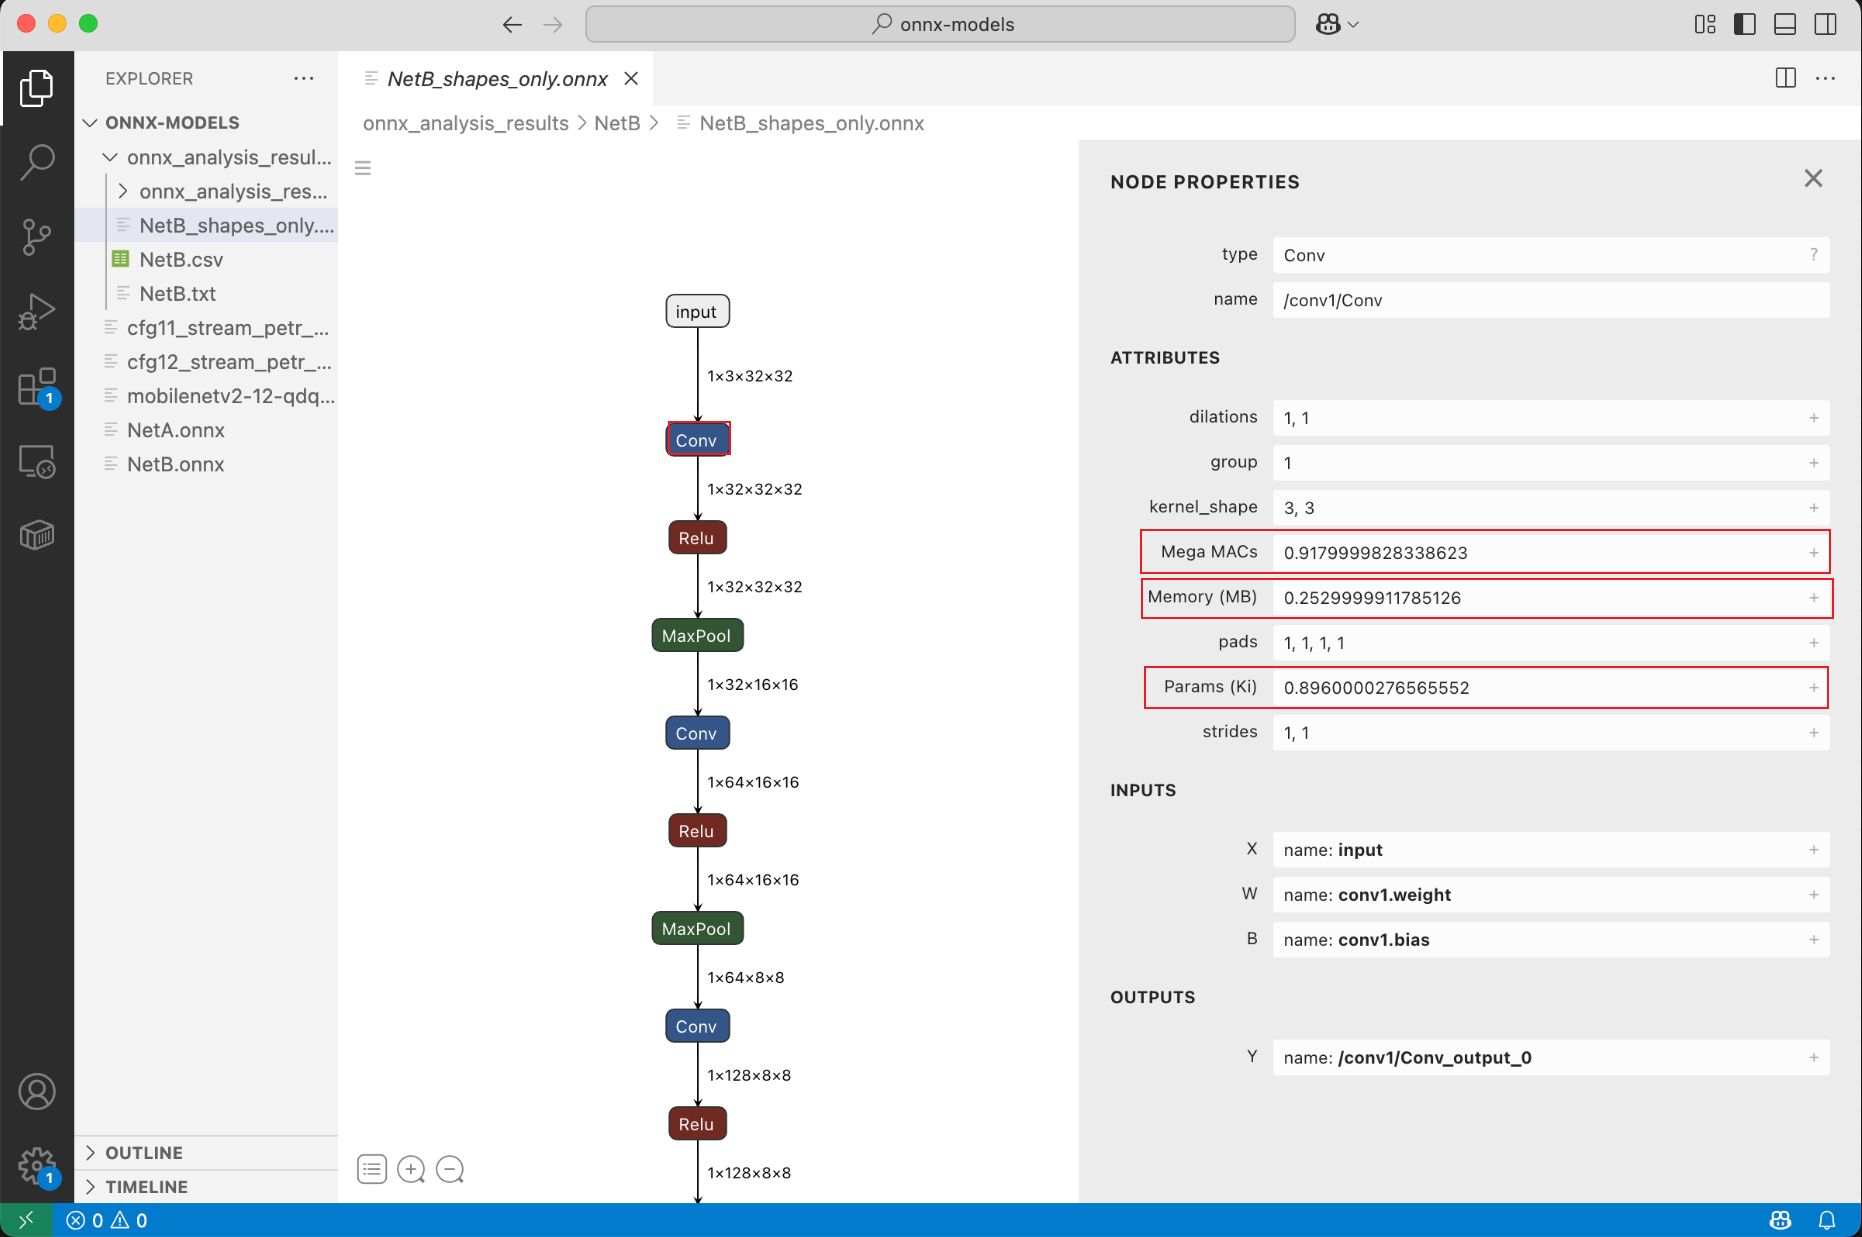 onnx-models
EXPLORER
NetB_shapes_only.onnx
ONNX-MODELS
onnx_analysis_results > NetB > NetB_shapes_only.onnx
onnx_analysis_resul...
onnx_analysis_res...
NetB_shapes_only....
NetB.csv
NetB.txt
cfg11_stream_petr_...
cfg12_stream_petr_...
mobilenetv2-12-qdq...
NetA.onnx
NetB.onnx
1
OUTLINE
TIMELINE
1
input
1×3×32×32
Conv
1×32×32×32
Relu
1×32×32×32
MaxPool
1×32×16×16
Conv
1×64×16×16
Relu
1×64×16×16
MaxPool
1×64×8×8
Conv
1×128×8×8
Relu
1×128×8×8
NODE PROPERTIES
type Conv ?
name /conv1/Conv
ATTRIBUTES
dilations 1, 1 +
group 1 +
kernel_shape 3, 3 +
Mega MACs 0.9179999828338623 +
Memory (MB) 0.2529999911785126 +
pads 1, 1, 1, 1 +
Params (Ki) 0.8960000276565552 +
strides 1, 1 +
INPUTS
X name: input +
W name: conv1.weight +
B name: conv1.bias +
OUTPUTS
Y name: /conv1/Conv_output_0 +
0 0